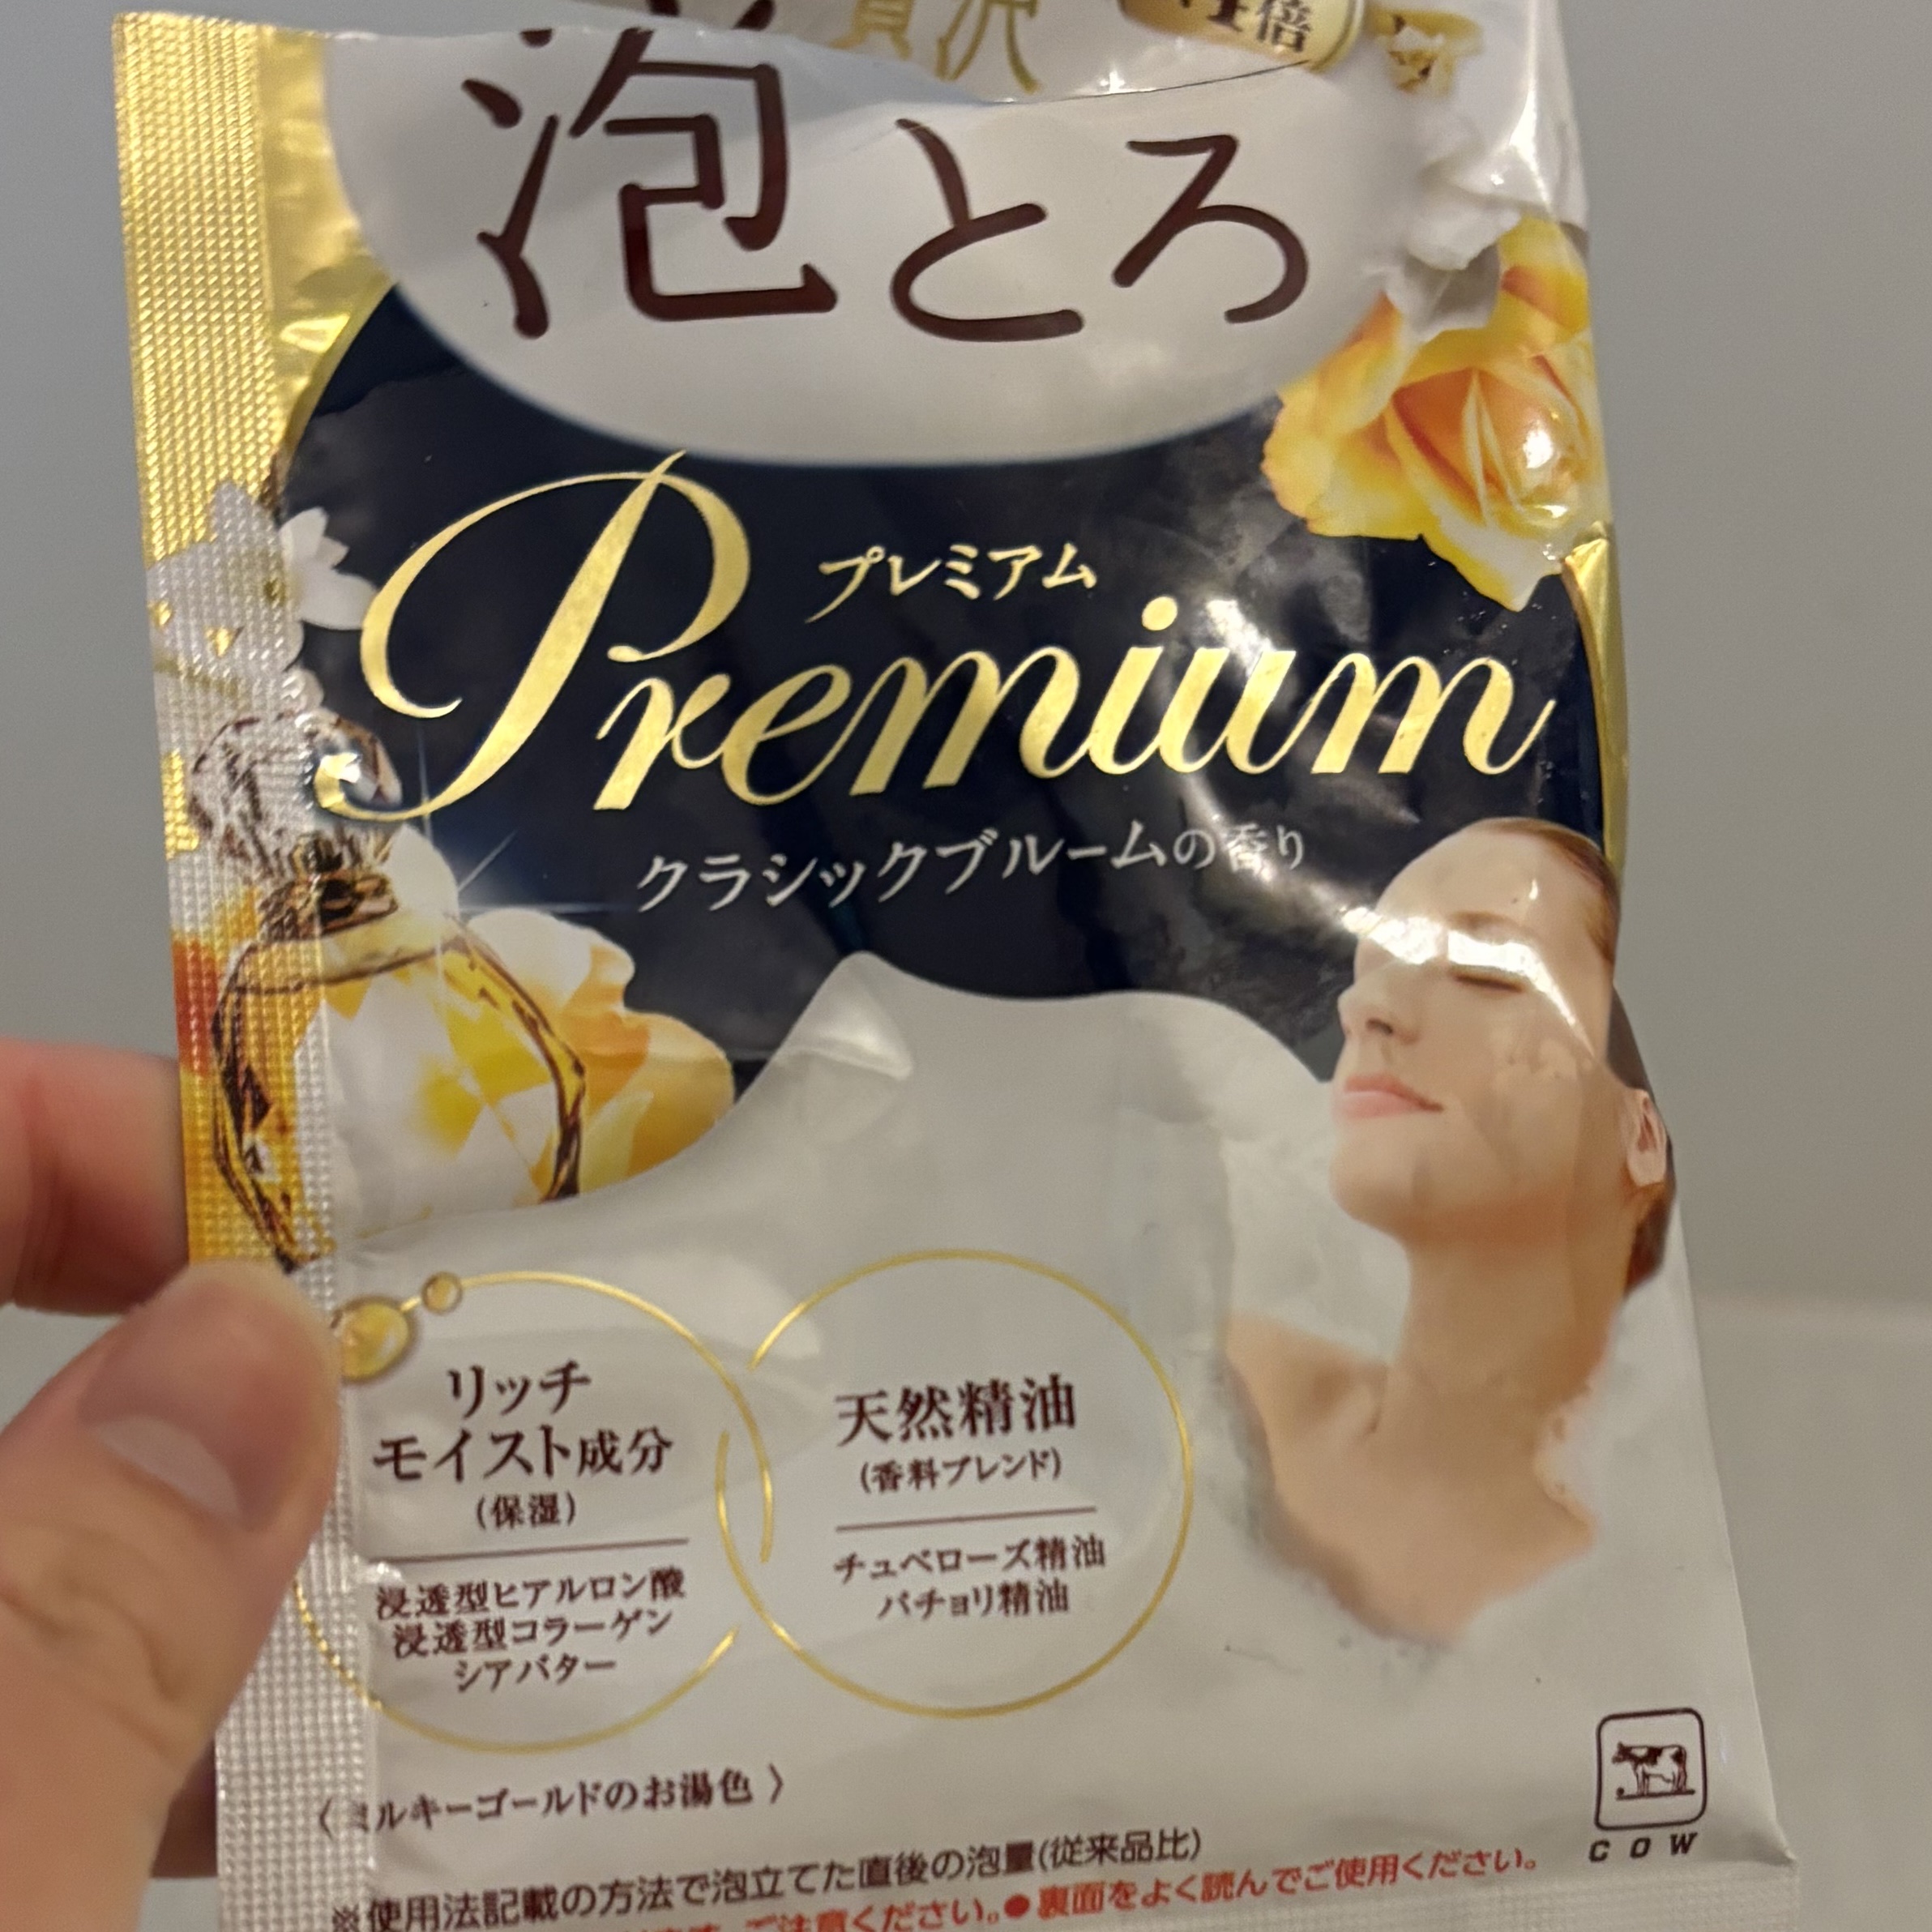 贅沢
倍
泡とろ
プレミアム
Premium
クラシックブルームの香り
リッチ
モイスト成分
(保湿)
浸透型ヒアルロン酸
浸透型コラーゲン
シアバター
天然精油
(香料ブレンド)
チュベローズ精油
パチョリ精油
〈ミルキーゴールドのお湯色〉
COW
※使用法記載の方法で泡立てた直後の泡量(従来品比)
ご注意ください。●裏面をよく読んでご使用ください。